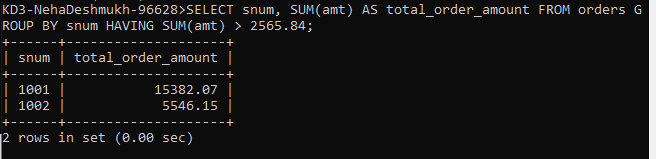 KD3-NehaDeshmukh-96628>SELECT snum, SUM(amt) AS total_order_amount FROM orders G
ROUP BY snum HAVING SUM(amt) > 2565.84;
+------+--------------------+
| snum | total_order_amount |
+------+--------------------+
| 1001 |           15382.07 |
| 1002 |            5546.15 |
+------+--------------------+
2 rows in set (0.00 sec)